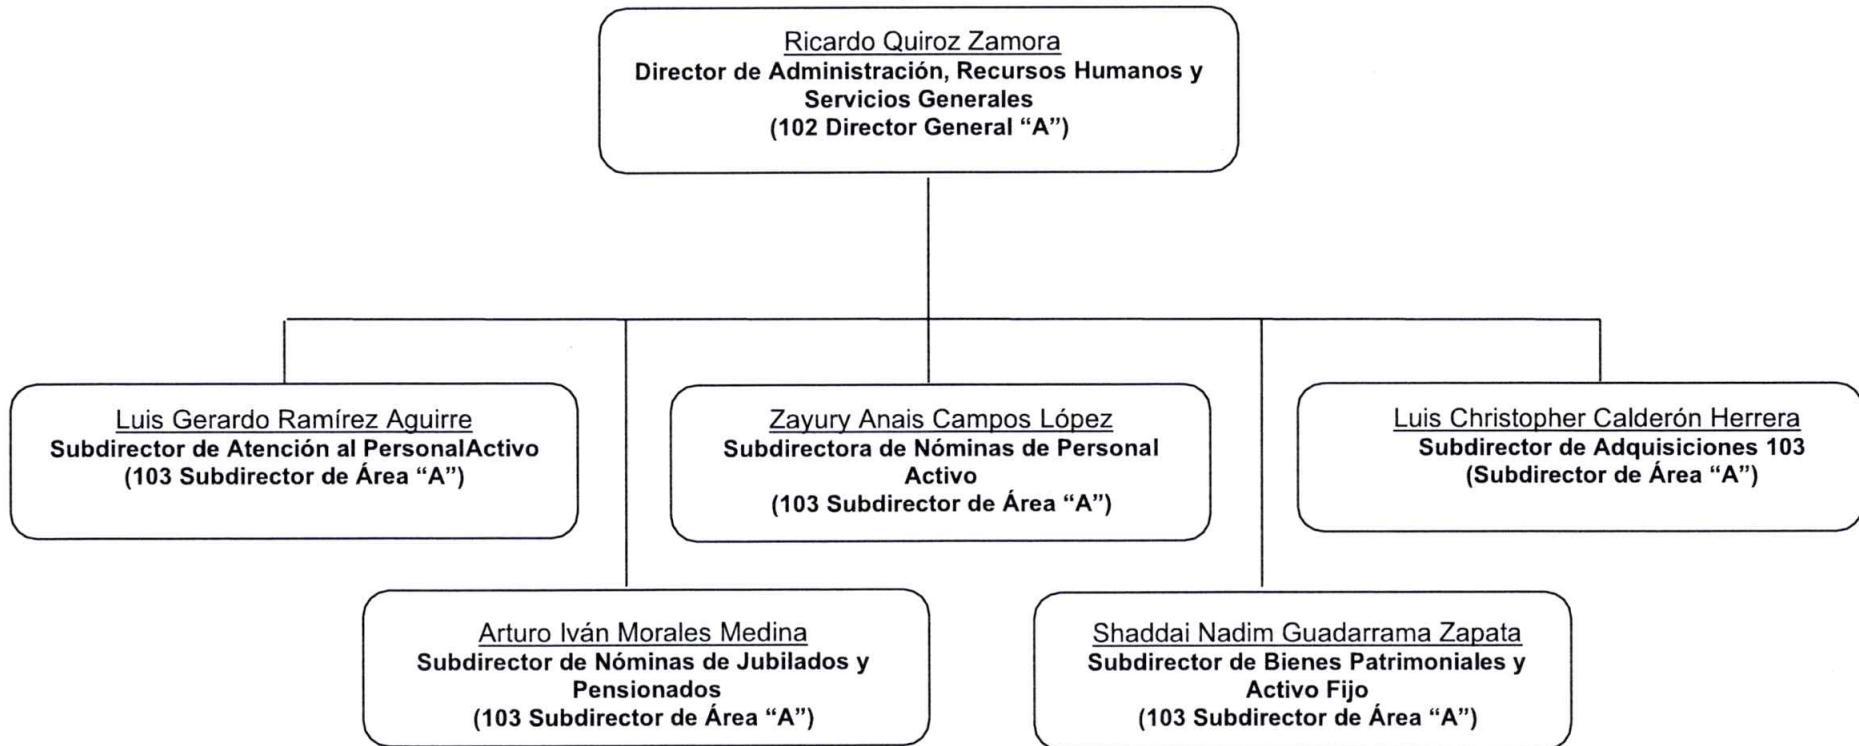 Ricardo Quiroz Zamora
Director de Administración, Recursos Humanos y
Servicios Generales
(102 Director General “A”)
Luis Gerardo Ramírez Aguirre
Subdirector de Atención al PersonalActivo
(103 Subdirector de Área “A”)
Zayury Anais Campos López
Subdirectora de Nóminas de Personal
Activo
(103 Subdirector de Área “A”)
Luis Christopher Calderón Herrera
Subdirector de Adquisiciones 103
(Subdirector de Área “A”)
Arturo Iván Morales Medina
Subdirector de Nóminas de Jubilados y
Pensionados
(103 Subdirector de Área “A”)
Shaddai Nadim Guadarrama Zapata
Subdirector de Bienes Patrimoniales y
Activo Fijo
(103 Subdirector de Área “A”)